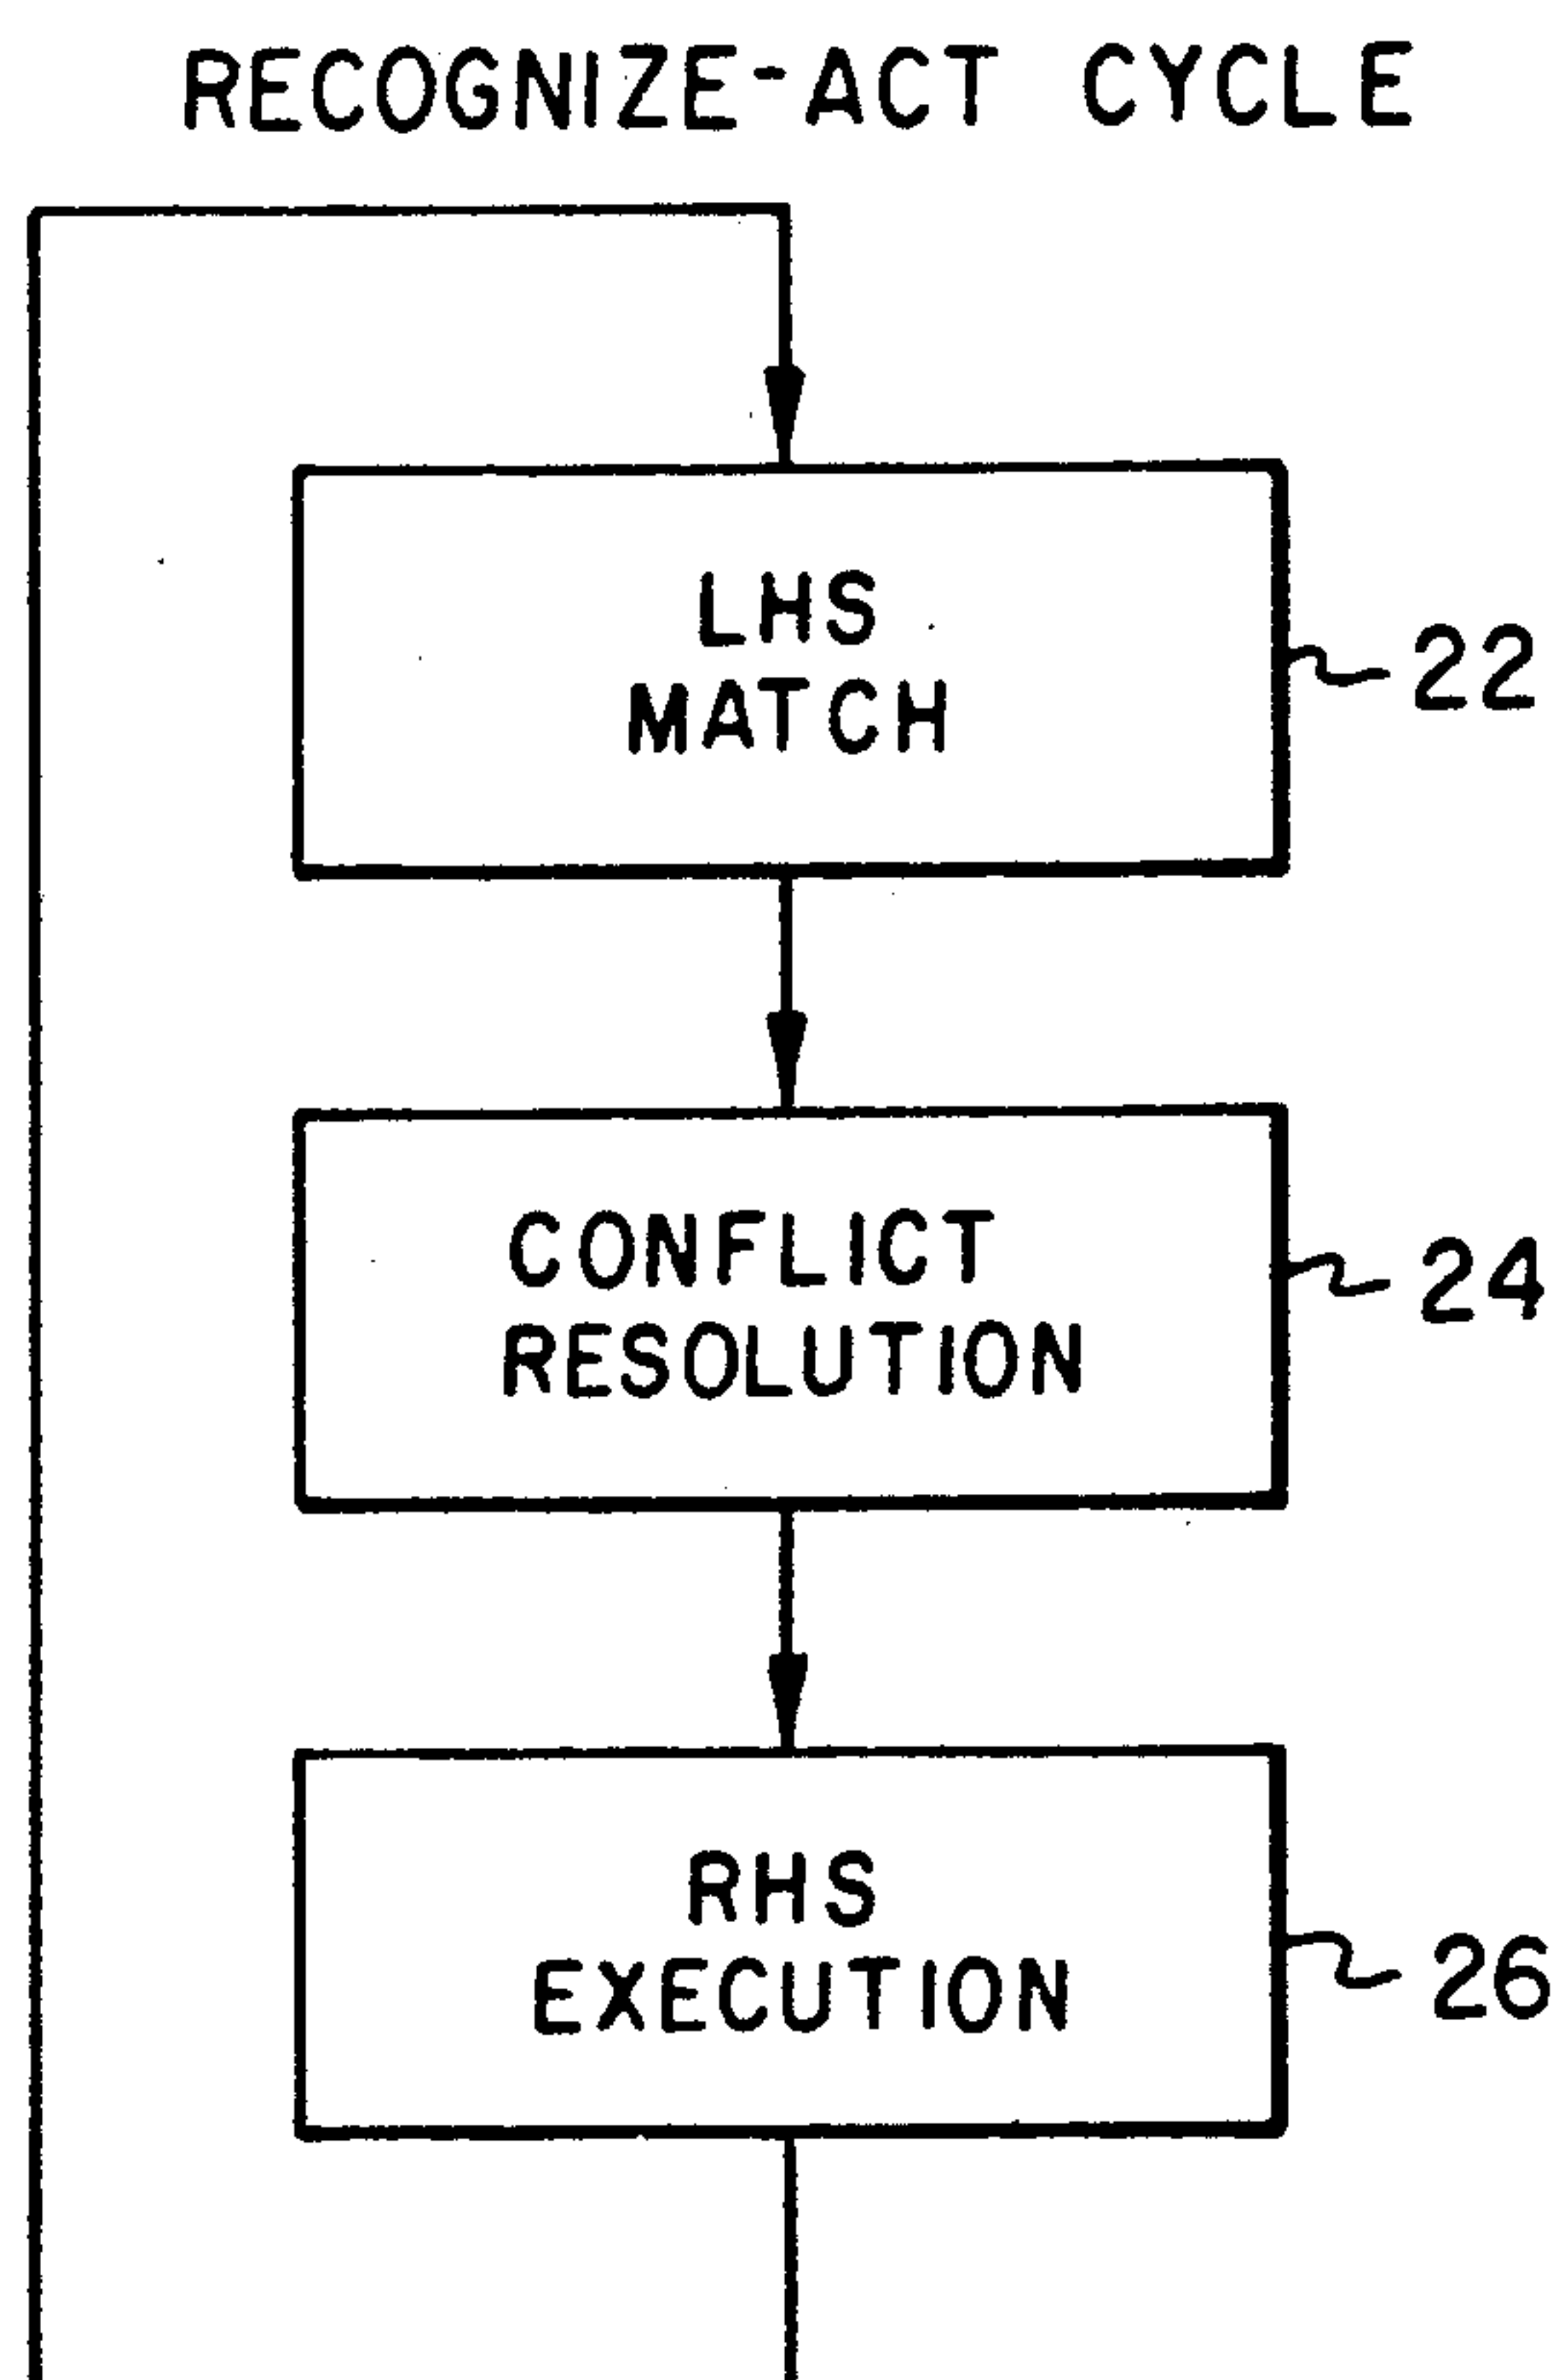 RECOGNIZE-ACT CYCLE
LHS
MATCH
22
CONFLICT
RESOLUTION
24
RHS
EXECUTION
26